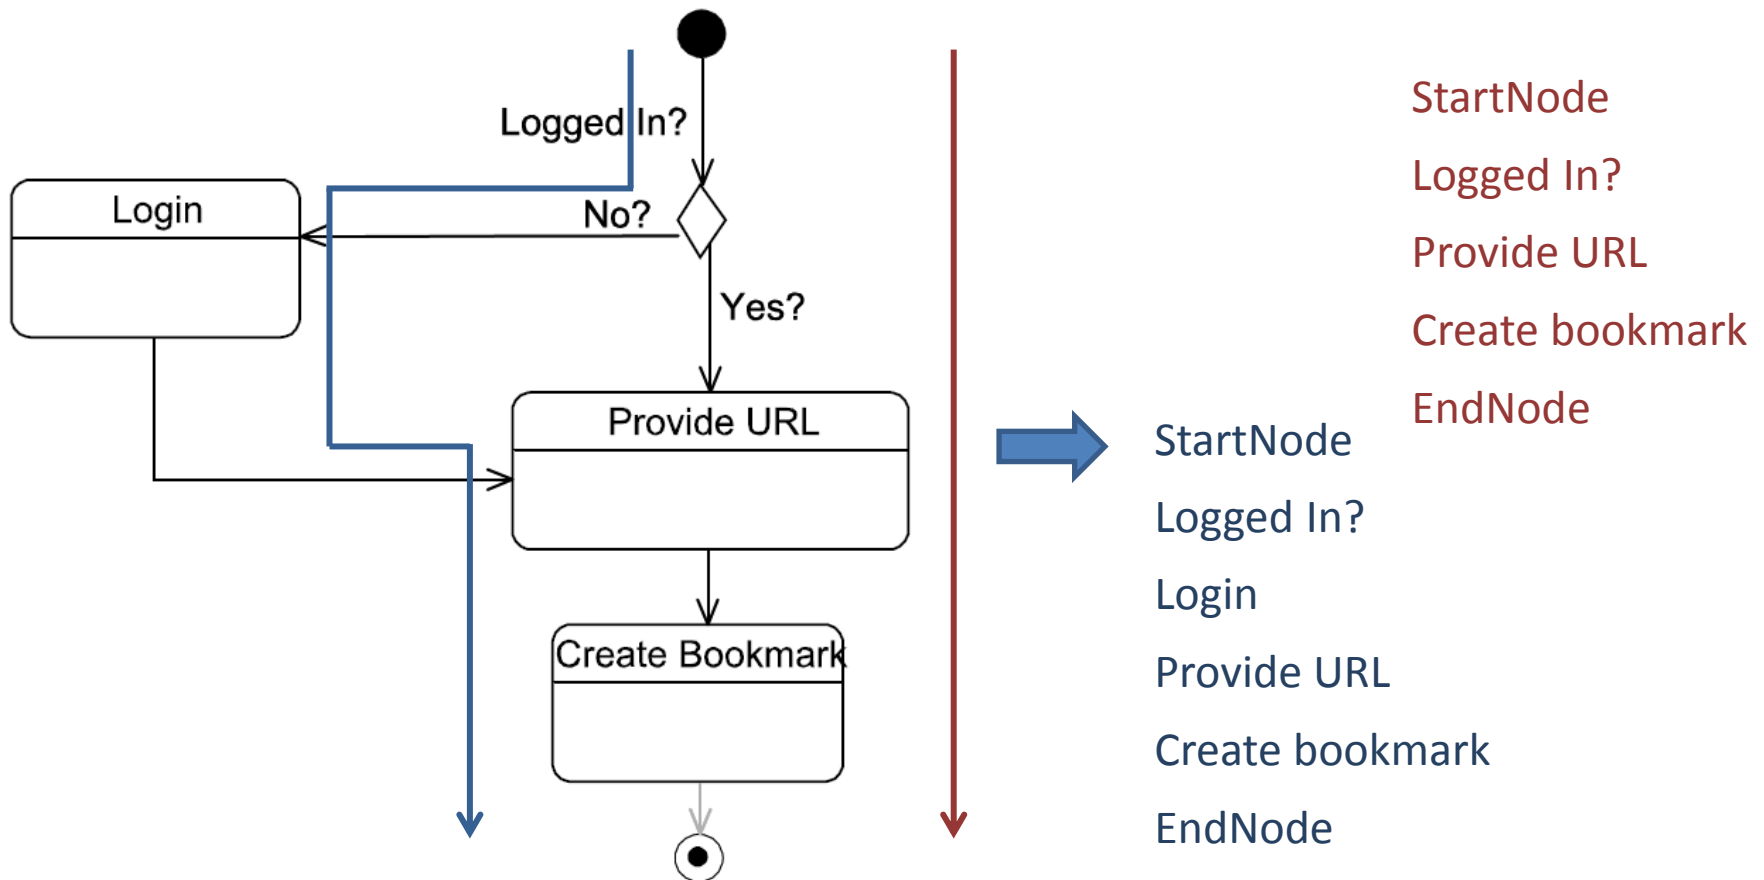 Logged In?
Login
No?
Yes?
Provide URL
Create Bookmark
StartNode
Logged In?
Provide URL
Create bookmark
EndNode
StartNode
Logged In?
Login
Provide URL
Create bookmark
EndNode